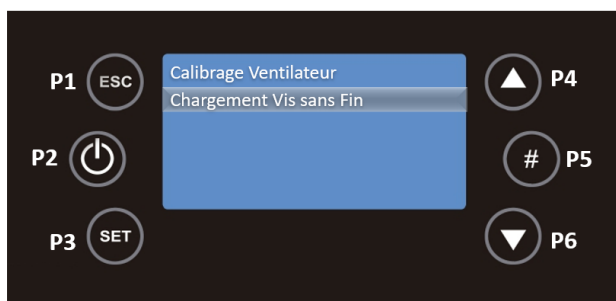 P1 ESC
Calibrage Ventilateur
Chargement Vis sans Fin
P4
P2
# P5
P3 SET
P6